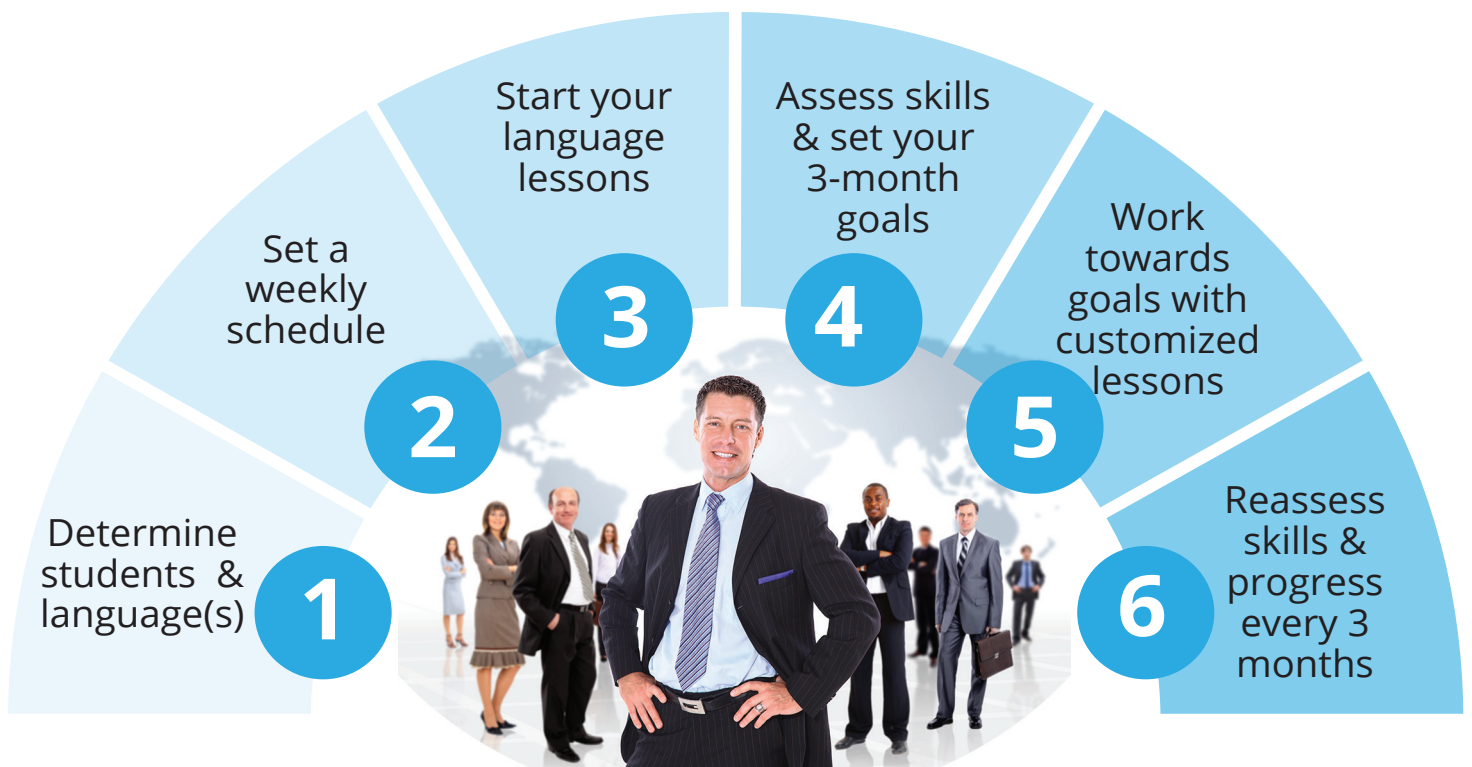 1
Determine
students & 
language(s)
2
Set a
weekly
schedule
3
Start your
language
lessons
4
Assess skills
& set your
3-month
goals
5
Work
towards
goals with
customized
lessons
6
Reassess
skills &
progress
every 3
months